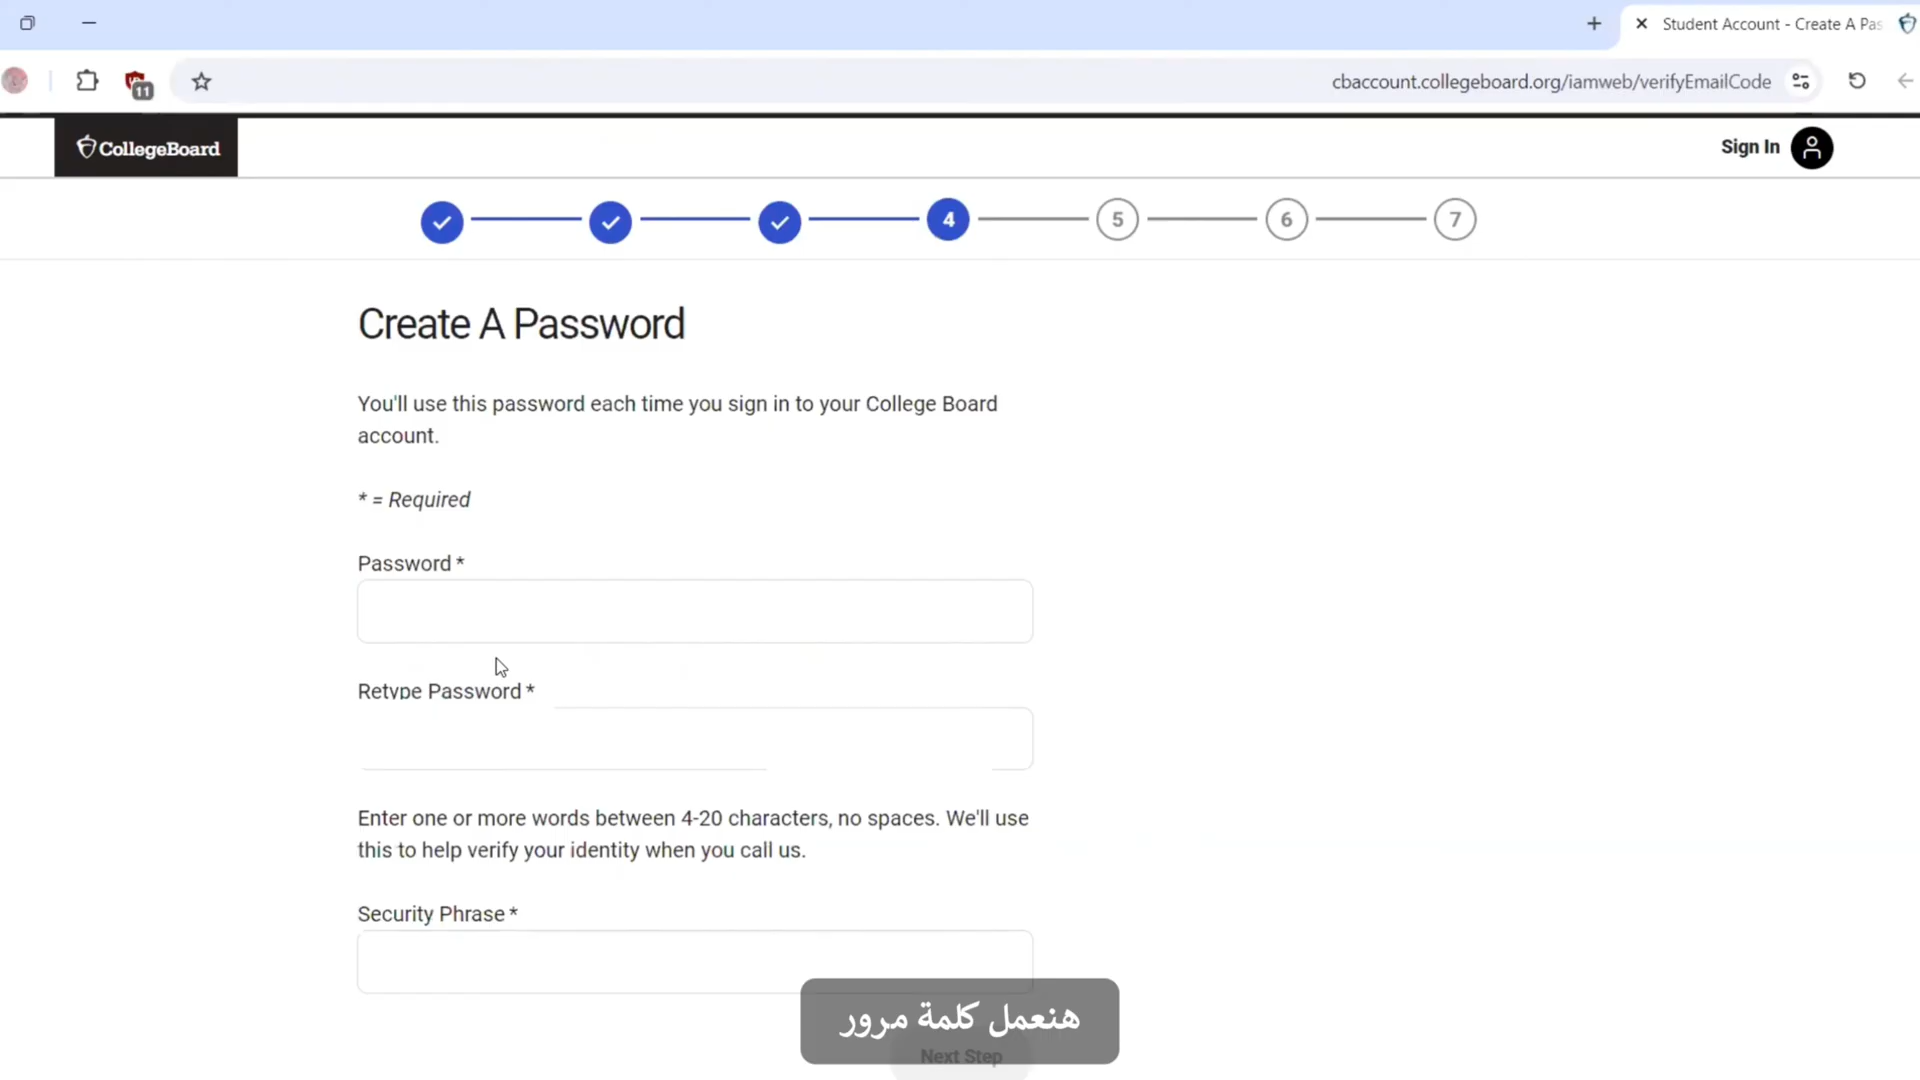 Student Account - Create A Pas
cbaccount.collegeboard.org/iamweb/verifyEmailCode
11
CollegeBoard
Sign In
4
5
6
7
Create A Password
You'll use this password each time you sign in to your College Board
account.
* = Required
Password *
Retype Password *
Enter one or more words between 4-20 characters, no spaces. We'll use
this to help verify your identity when you call us.
Security Phrase *
هنعمل كلمة مرور
Next Step